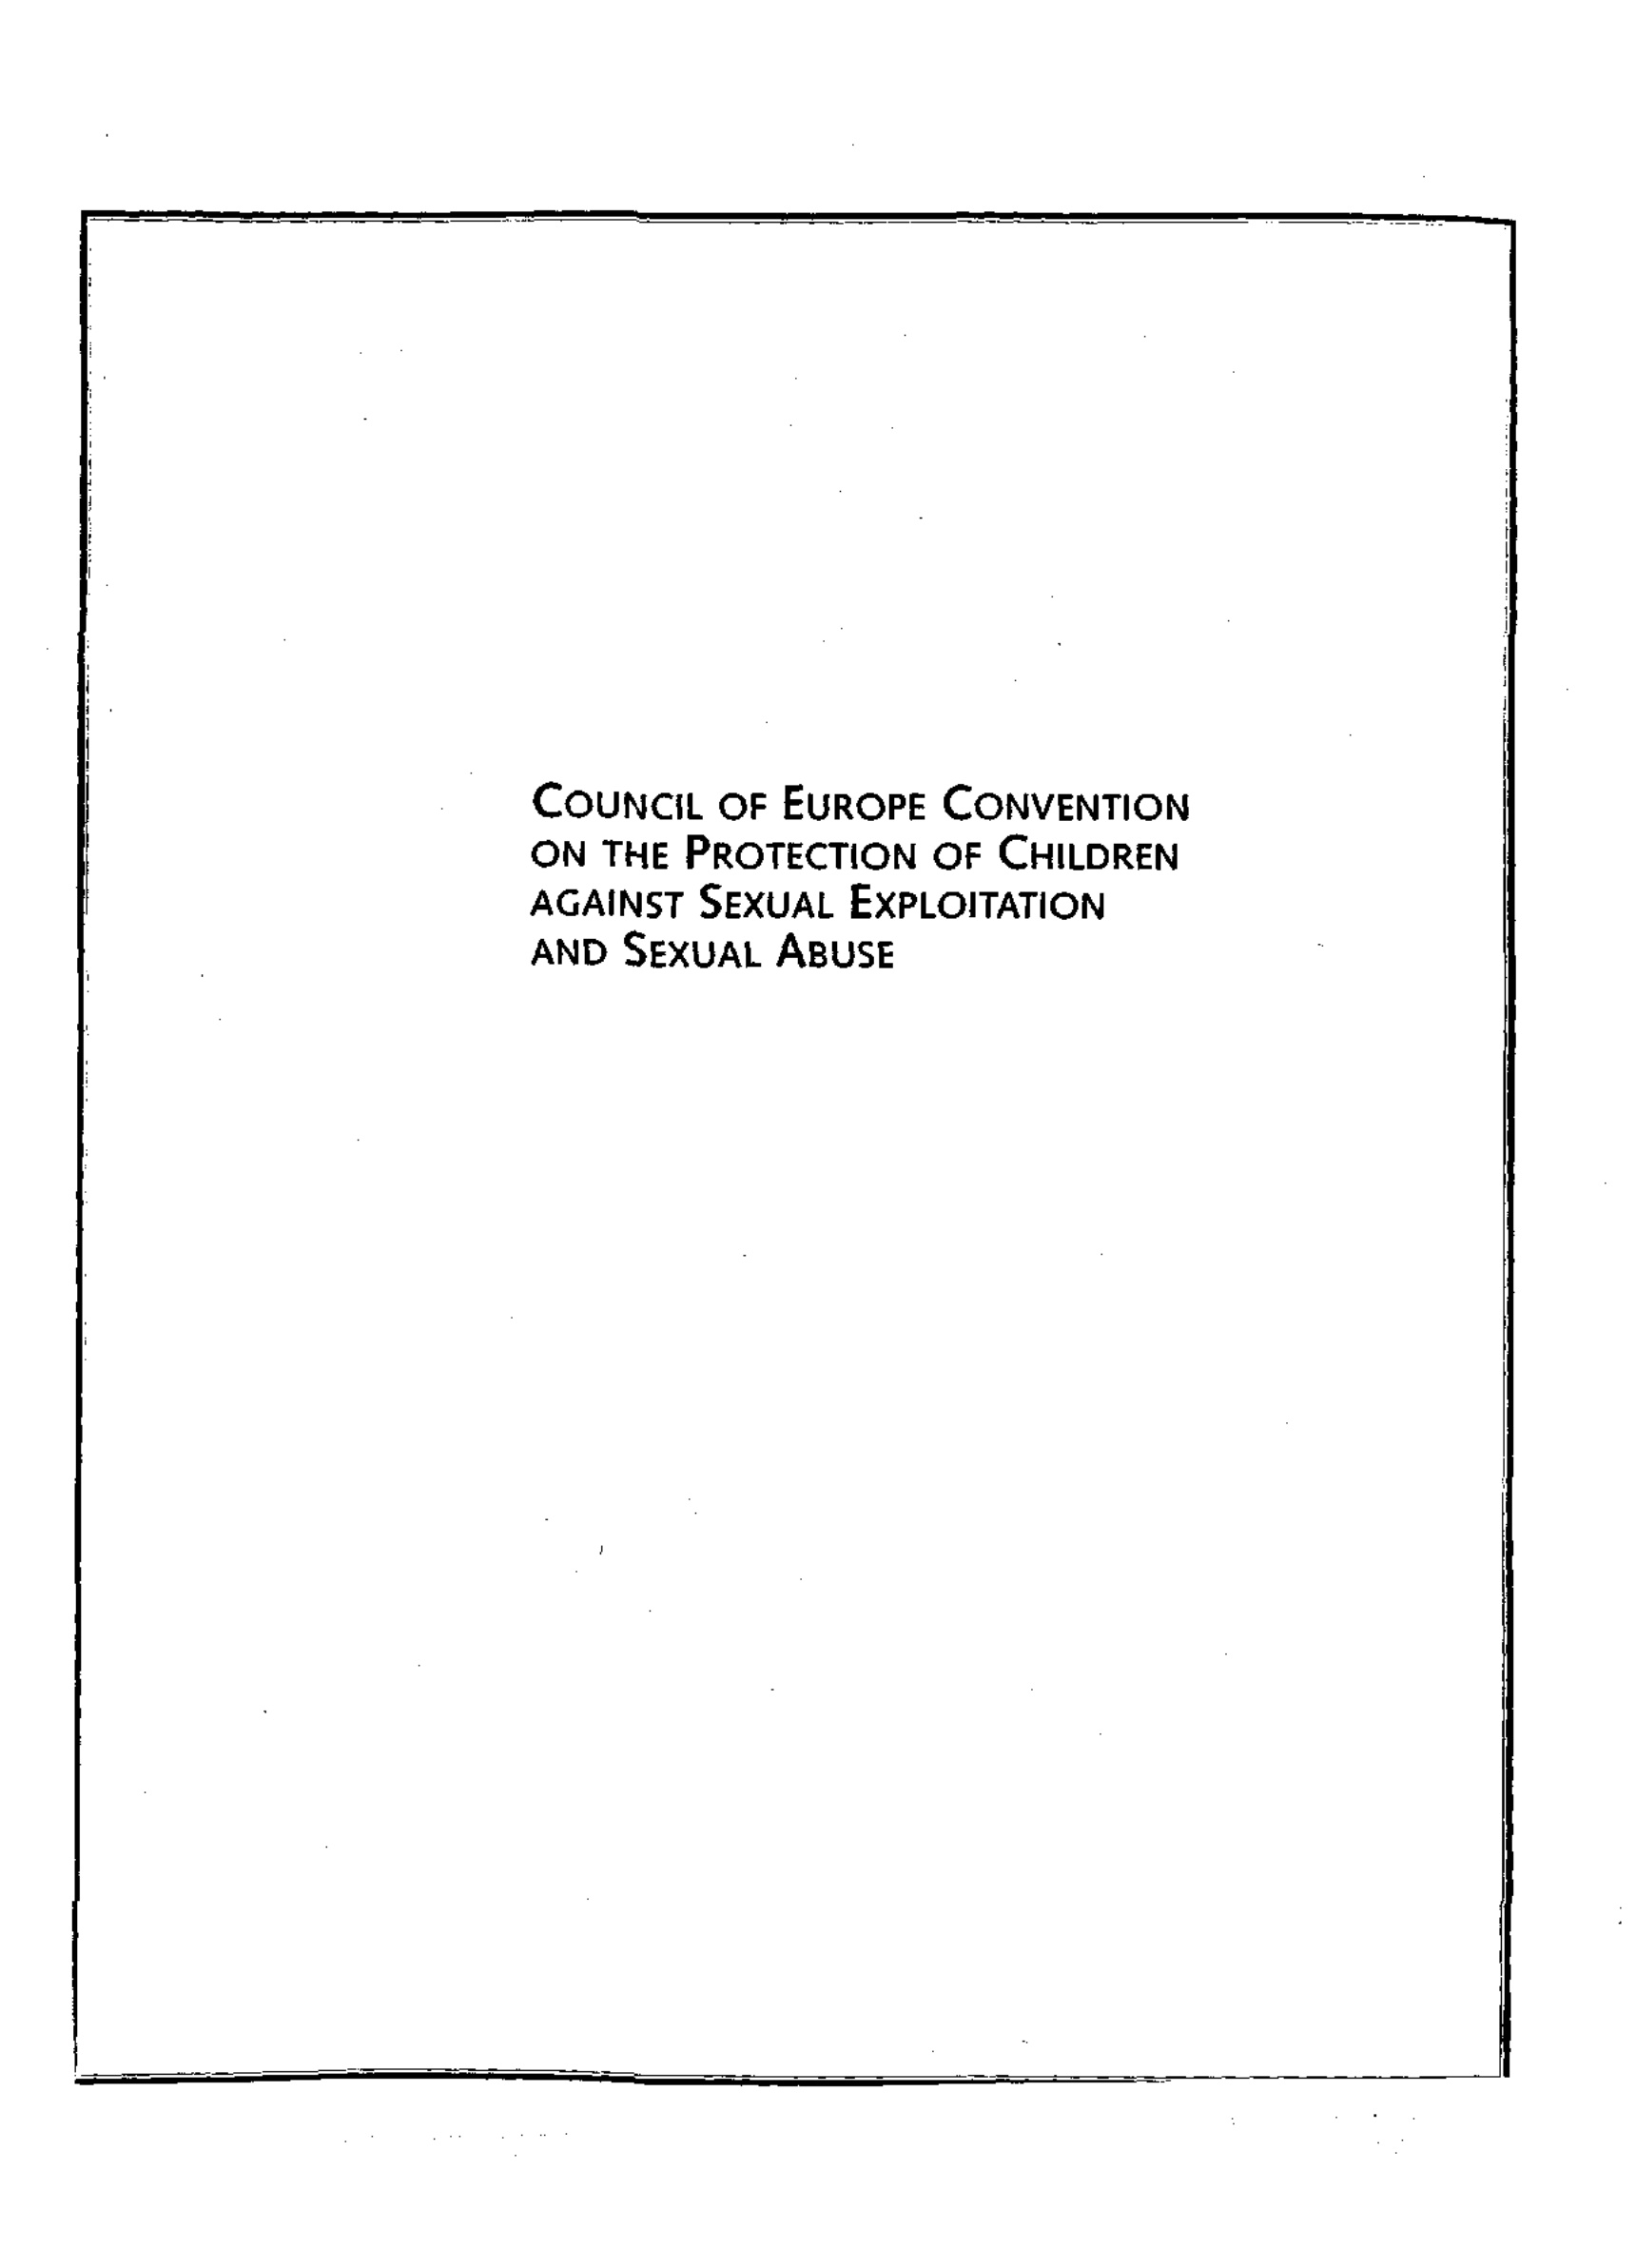 COUNCIL OF EUROPE CONVENTION
ON THE PROTECTION OF CHILDREN
AGAINST SEXUAL EXPLOITATION
AND SEXUAL ABUSE